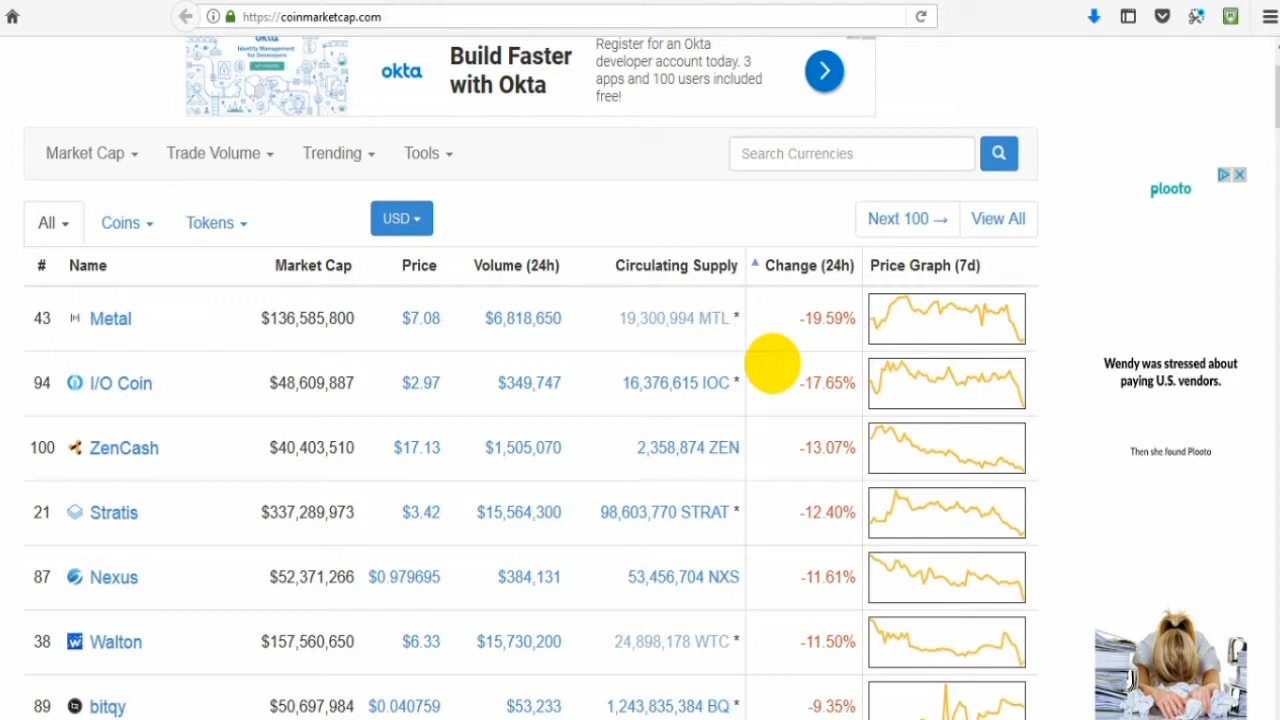 https://coinmarketcap.com
okta
Identity Management
for Developers
okta
Build Faster
with Okta
Register for an Okta
developer account today. 3
apps and 100 users included
free!
Market Cap
Trade Volume
Trending
Tools
Search Currencies
All
Coins
Tokens
USD
Next 100 →
View All
# Name Market Cap Price Volume (24h) Circulating Supply Change (24h) Price Graph (7d)
43 Metal $136,585,800 $7.08 $6,818,650 19,300,994 MTL * -19.59%
94 I/O Coin $48,609,887 $2.97 $349,747 16,376,615 IOC * -17.65%
100 ZenCash $40,403,510 $17.13 $1,505,070 2,358,874 ZEN -13.07%
21 Stratis $337,289,973 $3.42 $15,564,300 98,603,770 STRAT * -12.40%
87 Nexus $52,371,266 $0.979695 $384,131 53,456,704 NXS -11.61%
38 Walton $157,560,650 $6.33 $15,730,200 24,898,178 WTC * -11.50%
89 bitqy $50,697,984 $0.040759 $53,233 1,243,835,384 BQ * -9.35%
plooto
Wendy was stressed about
paying U.S. vendors.
Then she found Plooto